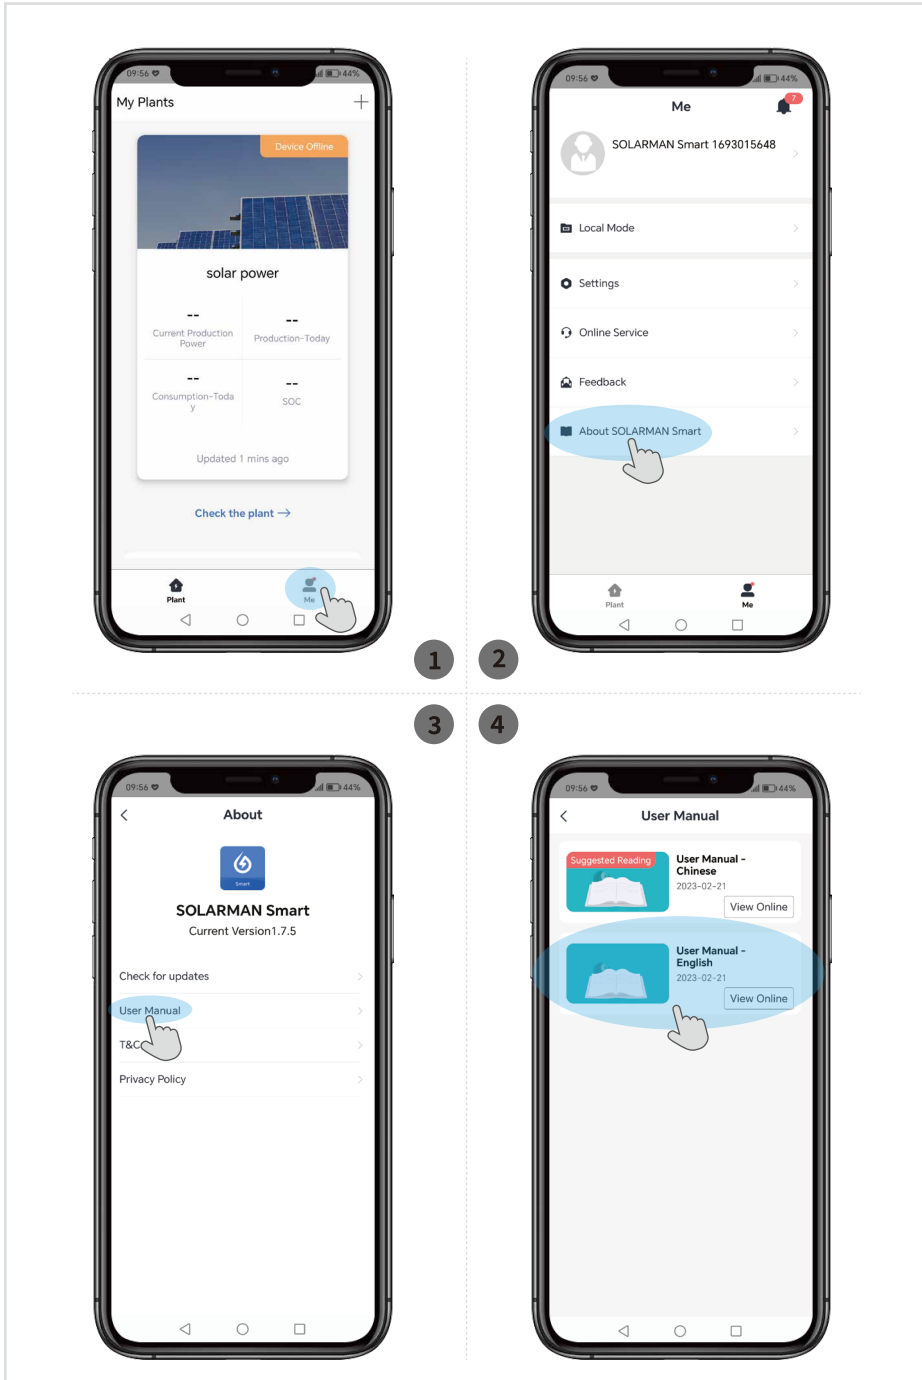 09:56
44%
My Plants
Device Offline
solar power
--
Current Production
Power
--
Production-Today
--
Consumption-Toda
y
--
SOC
Updated 1 mins ago
Check the plant →
Plant
Me
1
09:56
44%
Me
7
SOLARMAN Smart 1693015648
Local Mode
Settings
Online Service
Feedback
About SOLARMAN Smart
Plant
Me
2
3
09:56
44%
About
Smart
SOLARMAN Smart
Current Version1.7.5
Check for updates
User Manual
T&C
Privacy Policy
4
09:56
44%
User Manual
Suggested Reading
User Manual -
Chinese
2023-02-21
View Online
User Manual -
English
2023-02-21
View Online